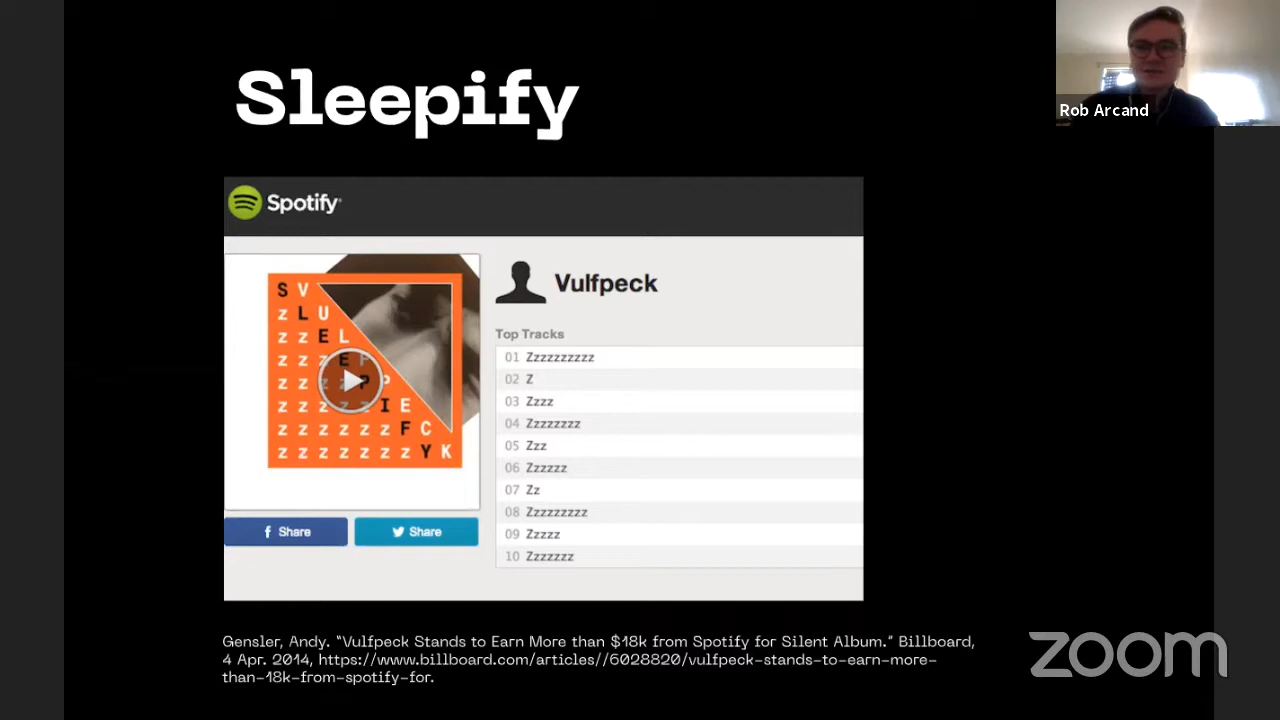 Sleepify
Rob Arcand
Spotify®
S V
z L U
z z E L
z z z E F
z z z z P P
z z z z z I E
z z z z z z F C
z z z z z z z Y K
Share
Share
Vulfpeck
Top Tracks
01 Zzzzzzzzzz
02 Z
03 Zzzz
04 Zzzzzzzz
05 Zzz
06 Zzzzzz
07 Zz
08 Zzzzzzzzz
09 Zzzzz
10 Zzzzzzz
Gensler, Andy. “Vulfpeck Stands to Earn More than $18k from Spotify for Silent Album.” Billboard,
4 Apr. 2014, https://www.billboard.com/articles//6028820/vulfpeck-stands-to-earn-more-
than-18k-from-spotify-for.
zoom